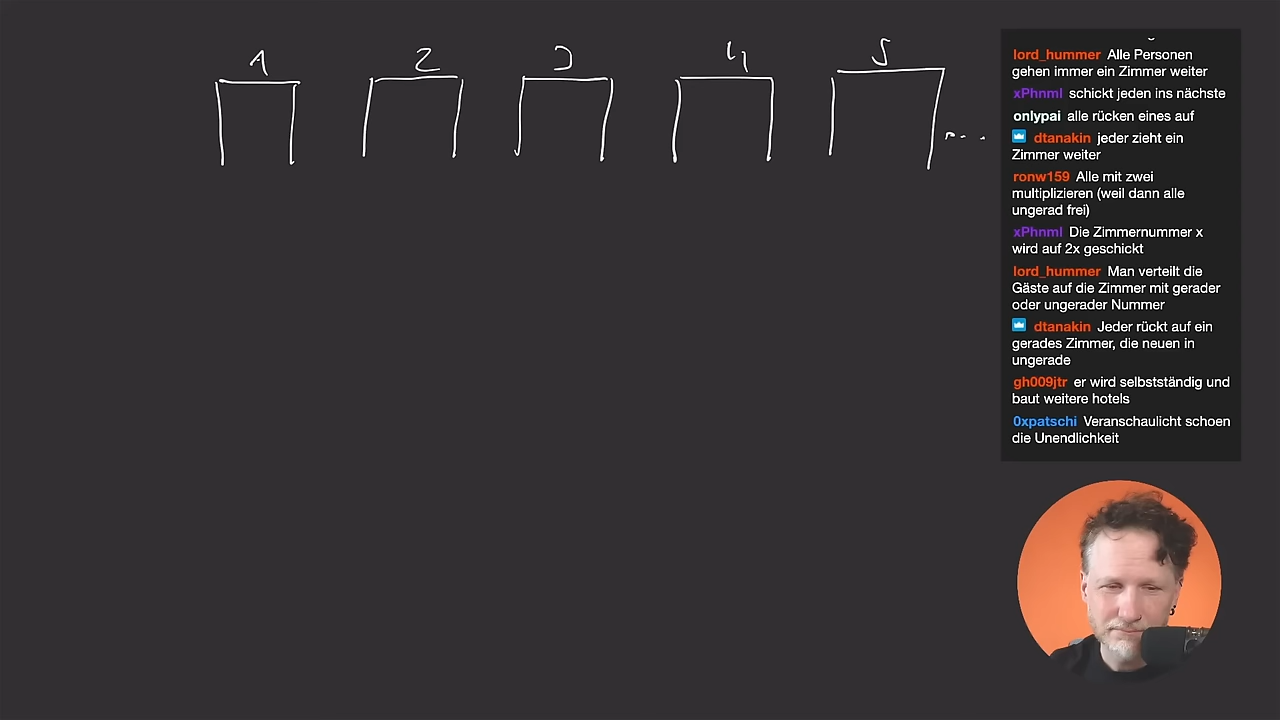 1 2 3 4 5
...
lord_hummer Alle Personen
gehen immer ein Zimmer weiter
xPhnml schickt jeden ins nächste
onlypai alle rücken eines auf
dtanakin jeder zieht ein
Zimmer weiter
ronw159 Alle mit zwei
multiplizieren (weil dann alle
ungerad frei)
xPhnml Die Zimmernummer x
wird auf 2x geschickt
lord_hummer Man verteilt die
Gäste auf die Zimmer mit gerader
oder ungerader Nummer
dtanakin Jeder rückt auf ein
gerades Zimmer, die neuen in
ungerade
gh009jtr er wird selbstständig und
baut weitere hotels
0xpatschi Veranschaulicht schoen
die Unendlichkeit